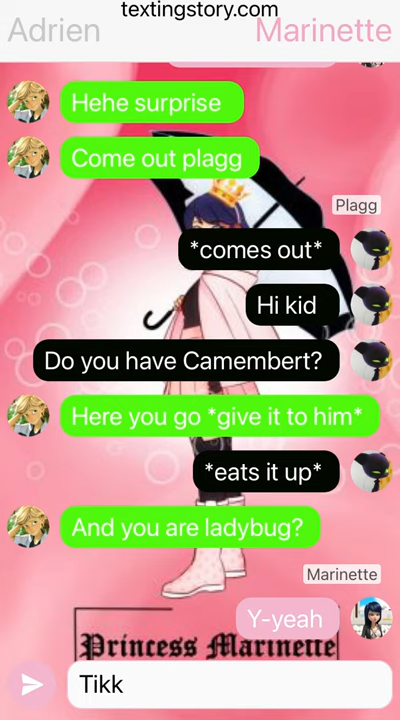 textingstory.com
Adrien
Marinette
Hehe surprise
Come out plagg
Plagg
*comes out*
Hi kid
Do you have Camembert?
Here you go *give it to him*
*eats it up*
And you are ladybug?
Marinette
Y-yeah
Princess Marinette
Tikk